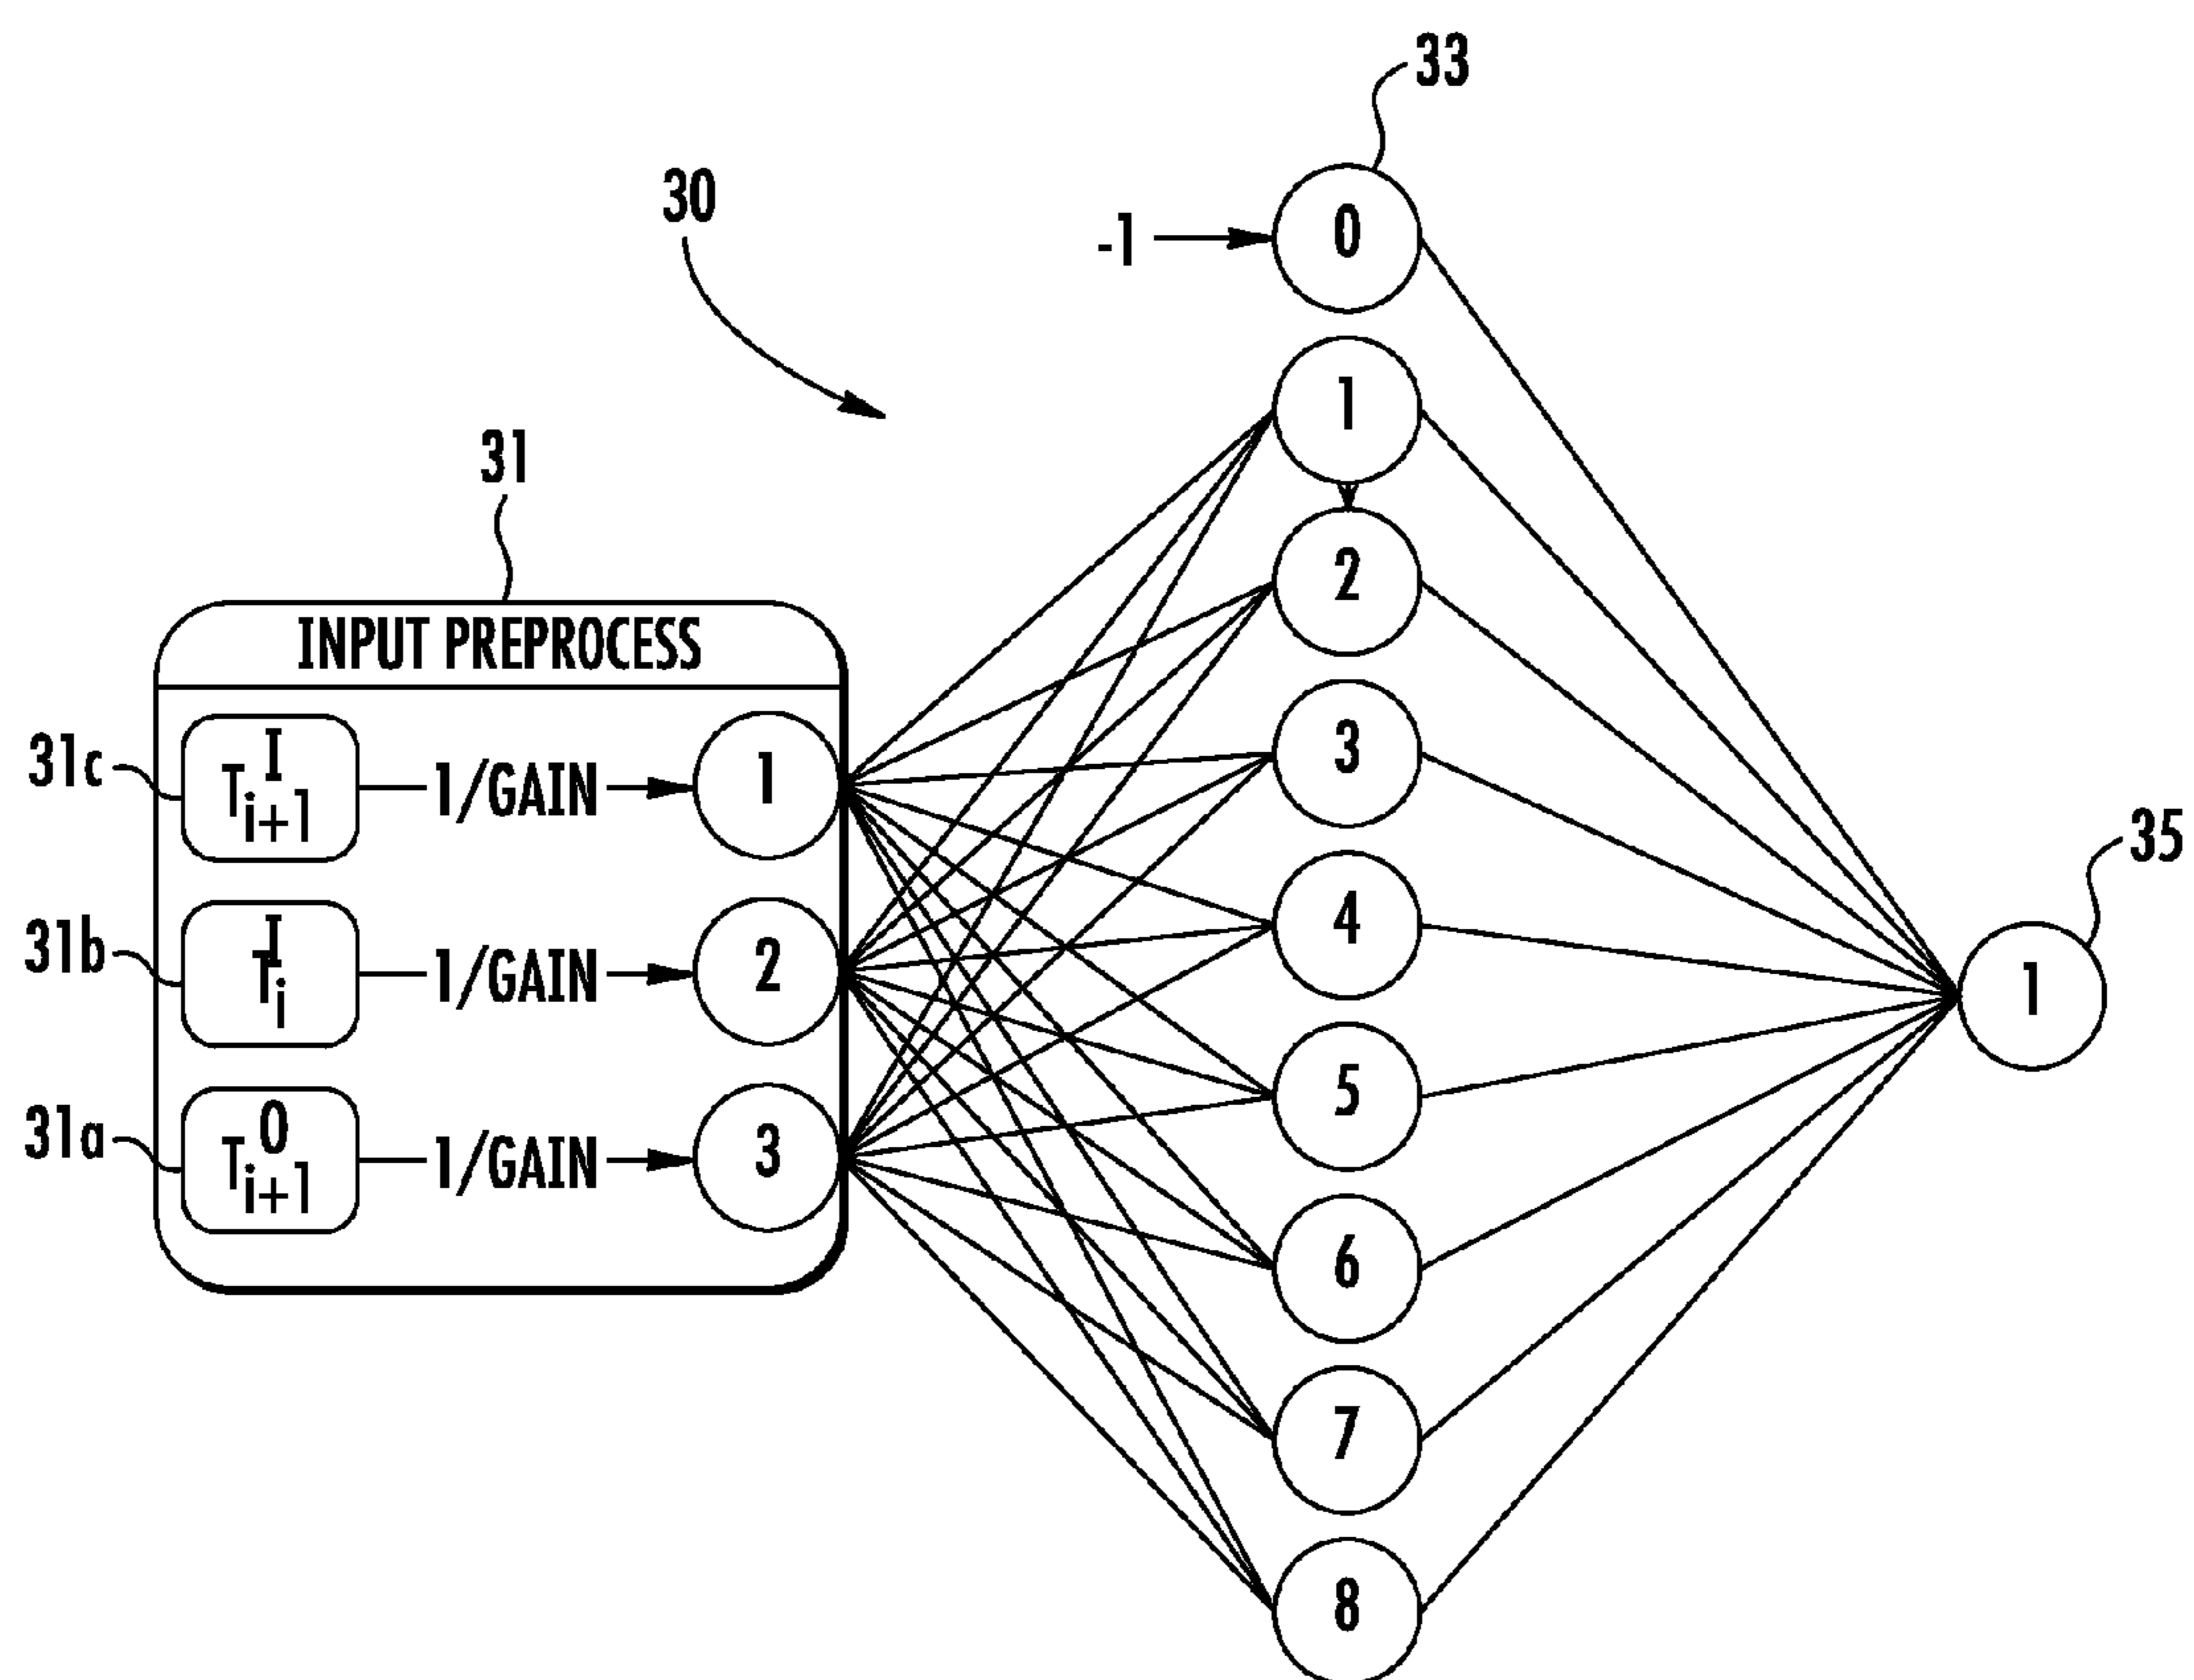 33
30
-1
0
1
31
2
INPUT PREPROCESS
31c
T I i+1
1/GAIN
1
3
35
31b
T I i
1/GAIN
2
4
1
31a
T O i+1
1/GAIN
3
5
6
7
8